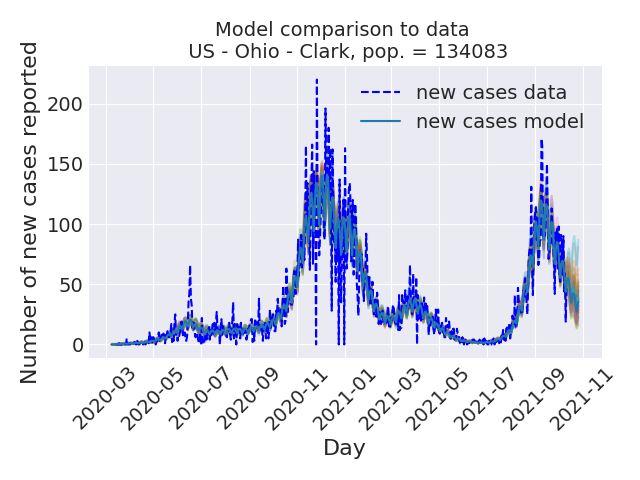 Model comparison to data
US - Ohio - Clark, pop. = 134083
new cases data
new cases model
Number of new cases reported
200
150
100
50
0
2020-03
2020-05
2020-07
2020-09
2020-11
2021-01
2021-03
2021-05
2021-07
2021-09
2021-11
Day